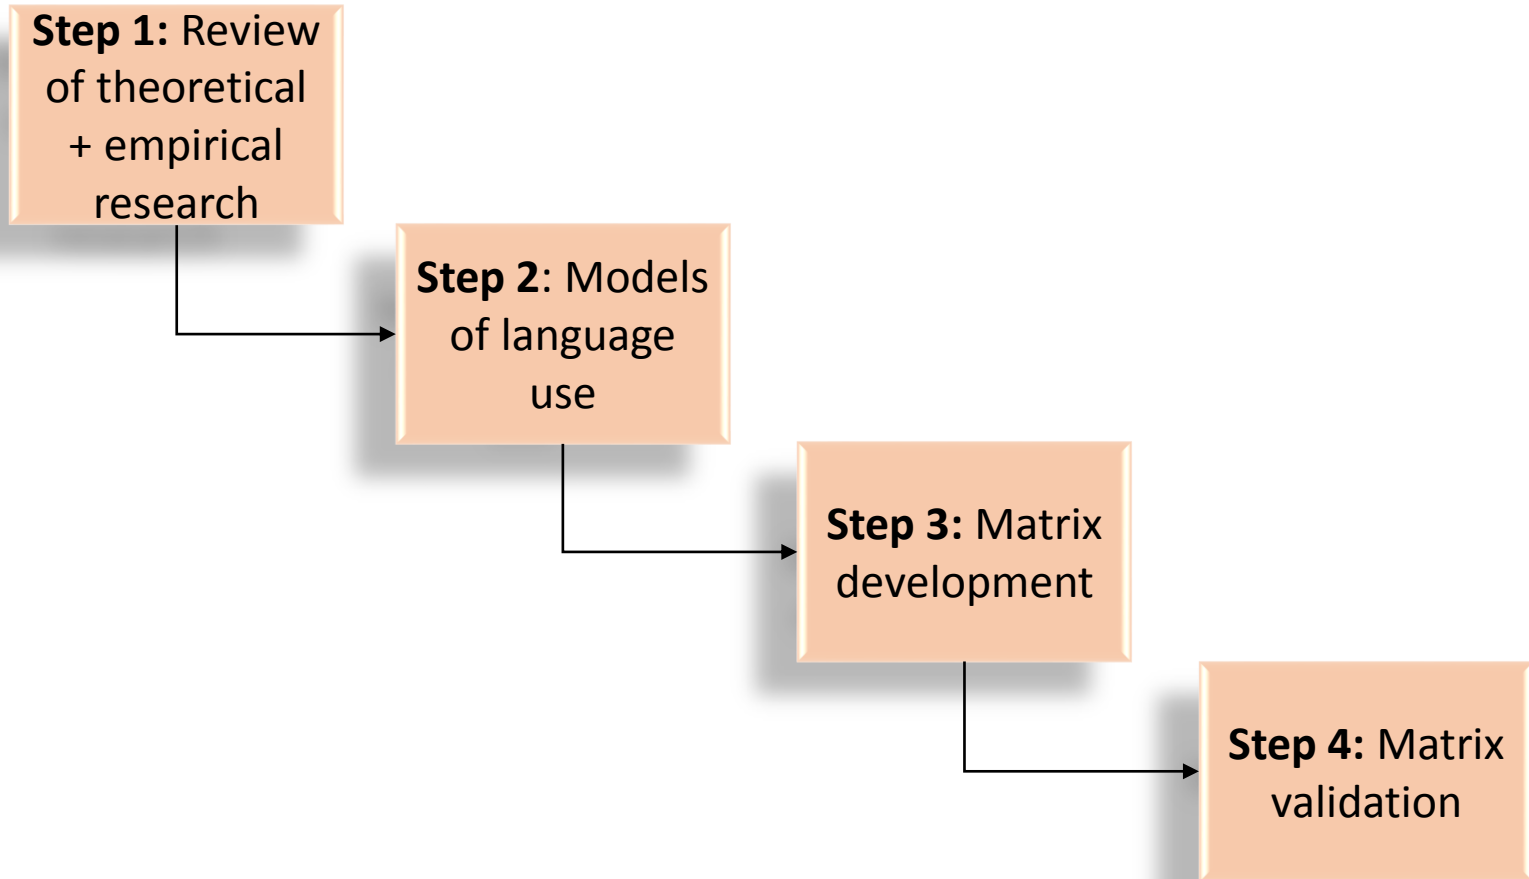 Step 1: Review
of theoretical
+ empirical
research
Step 2: Models
of language
use
Step 3: Matrix
development
Step 4: Matrix
validation